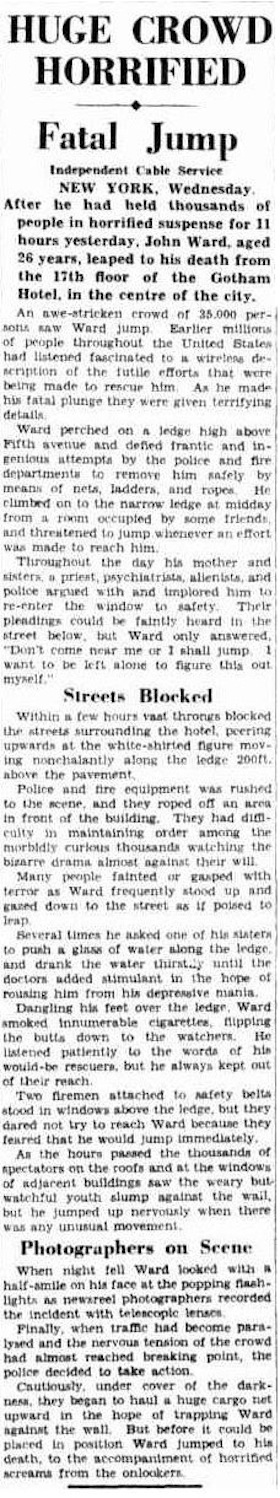 HUGE CROWD
HORRIFIED
Fatal Jump
Independent Cable Service
NEW YORK, Wednesday.
After he had held thousands of
people in horrified suspense for 11
hours yesterday, John Ward, aged
26 years, leaped to his death from
the 17th floor of the Gotham
Hotel, in the centre of the city.
An awe-stricken crowd of 35,000 per-
sons saw Ward jump. Earlier millions
of people throughout the United States
had listened fascinated to a wireless de-
scription of the futile efforts that were
being made to rescue him. As he made
his fatal plunge they were given terrifying
details.
Ward perched on a ledge high above
Fifth avenue and defied frantic and in-
genious attempts by the police and fire
departments to remove him safely by
means of nets, ladders, and ropes. He
climbed on to the narrow ledge at midday
from a room occupied by some friends,
and threatened to jump whenever an effort
was made to reach him.
Throughout the day his mother and
sisters, a priest, psychiatrists, alienists, and
police argued with and implored him to
re-enter the window to safety. Their
pleadings could be faintly heard in the
street below, but Ward only answered,
"Don't come near me or I shall jump. I
want to be left alone to figure this out
myself."
Streets Blocked
Within a few hours vast throngs blocked
the streets surrounding the hotel, peering
upwards at the white-shirted figure mov-
ing nonchalantly along the ledge 200ft.
above the pavement.
Police and fire equipment was rushed
to the scene, and they roped off an area
in front of the building. They had diffi-
culty in maintaining order among the
morbidly curious thousands watching the
bizarre drama almost against their will.
Many people fainted or gasped with
terror as Ward frequently stood up and
gazed down to the street as if poised to
leap.
Several times he asked one of his sisters
to push a glass of water along the ledge,
and drank the water thirstily until the
doctors added stimulant in the hope of
rousing him from his depressive mania.
Dangling his feet over the ledge, Ward
smoked innumerable cigarettes, flipping
the butts down to the watchers. He
listened patiently to the words of his
would-be rescuers, but he always kept out
of their reach.
Two firemen attached to safety belts
stood in windows above the ledge, but they
dared not try to reach Ward because they
feared that he would jump immediately.
As the hours passed the thousands of
spectators on the roofs and at the windows
of adjacent buildings saw the weary but
watchful youth slump against the wall,
but he jumped up nervously when there
was any unusual movement.
Photographers on Scene
When night fell Ward looked with a
half-smile on his face at the popping flash-
lights as newsreel photographers recorded
the incident with telescopic lenses.
Finally, when traffic had become para-
lysed and the nervous tension of the crowd
had almost reached breaking point, the
police decided to take action.
Cautiously, under cover of the dark-
ness, they began to haul a huge cargo net
upward in the hope of trapping Ward
against the wall. But before it could be
placed in position Ward jumped to his
death, to the accompaniment of horrified
screams from the onlookers.